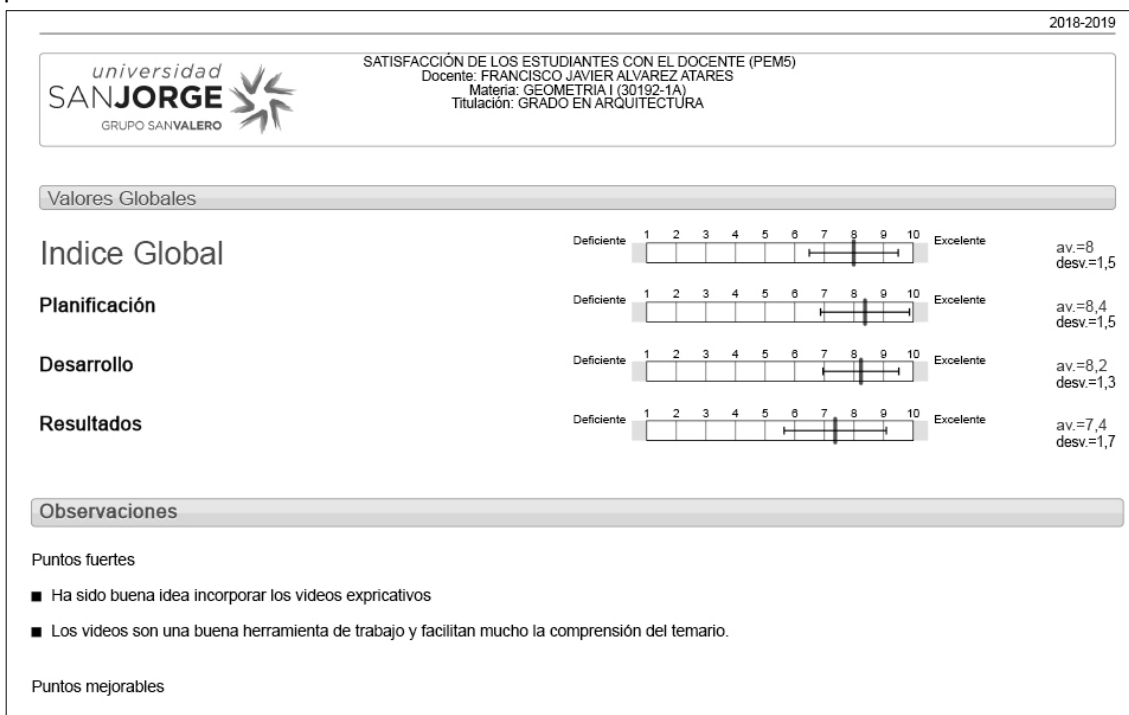 2018-2019
universidad
SANJORGE
GRUPO SANVALERO
SATISFACCIÓN DE LOS ESTUDIANTES CON EL DOCENTE (PEM5)
Docente: FRANCISCO JAVIER ALVAREZ ATARES
Materia: GEOMETRIA I (30192-1A)
Titulación: GRADO EN ARQUITECTURA
Valores Globales
Indice Global
Deficiente 1 2 3 4 5 6 7 8 9 10 Excelente
av.=8
desv.=1,5
Planificación
Deficiente 1 2 3 4 5 6 7 8 9 10 Excelente
av.=8,4
desv.=1,5
Desarrollo
Deficiente 1 2 3 4 5 6 7 8 9 10 Excelente
av.=8,2
desv.=1,3
Resultados
Deficiente 1 2 3 4 5 6 7 8 9 10 Excelente
av.=7,4
desv.=1,7
Observaciones
Puntos fuertes
■ Ha sido buena idea incorporar los videos expricativos
■ Los videos son una buena herramienta de trabajo y facilitan mucho la comprensión del temario.
Puntos mejorables